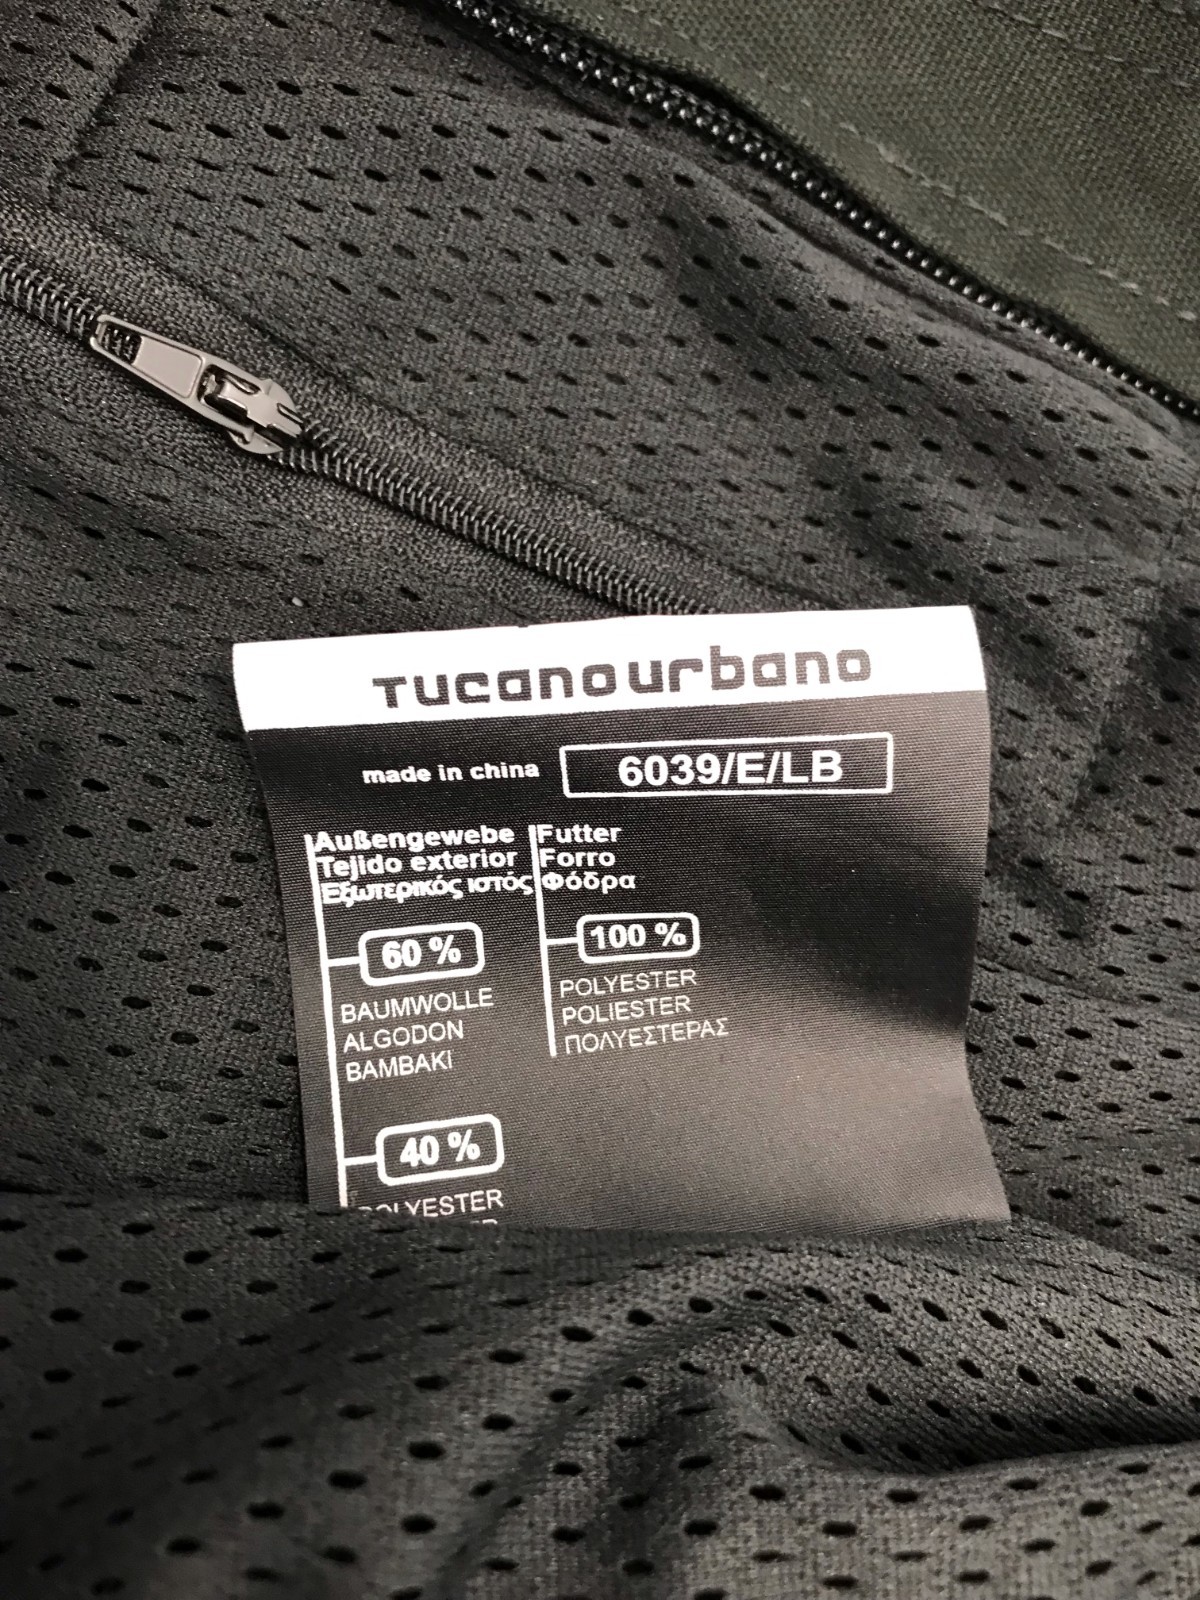 Tucanourbano
made in china
6039/E/LB
Außengewebe
Tejido exterior
Εξωτερικός ιστός
60 %
BAUMWOLLE
ALGODON
BAMBAKI
40 %
POLYESTER
Futter
Forro
Φόδρα
100 %
POLYESTER
POLIESTER
ΠΟΛΥΕΣΤΕΡΑΣ